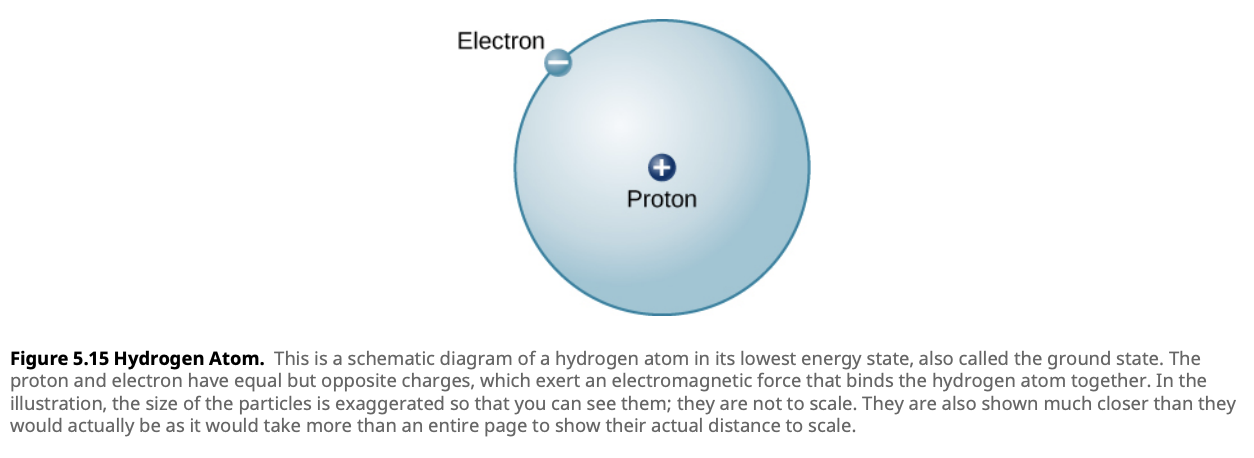 Electron
−
+
Proton
Figure 5.15 Hydrogen Atom. This is a schematic diagram of a hydrogen atom in its lowest energy state, also called the ground state. The
proton and electron have equal but opposite charges, which exert an electromagnetic force that binds the hydrogen atom together. In the
illustration, the size of the particles is exaggerated so that you can see them; they are not to scale. They are also shown much closer than they
would actually be as it would take more than an entire page to show their actual distance to scale.